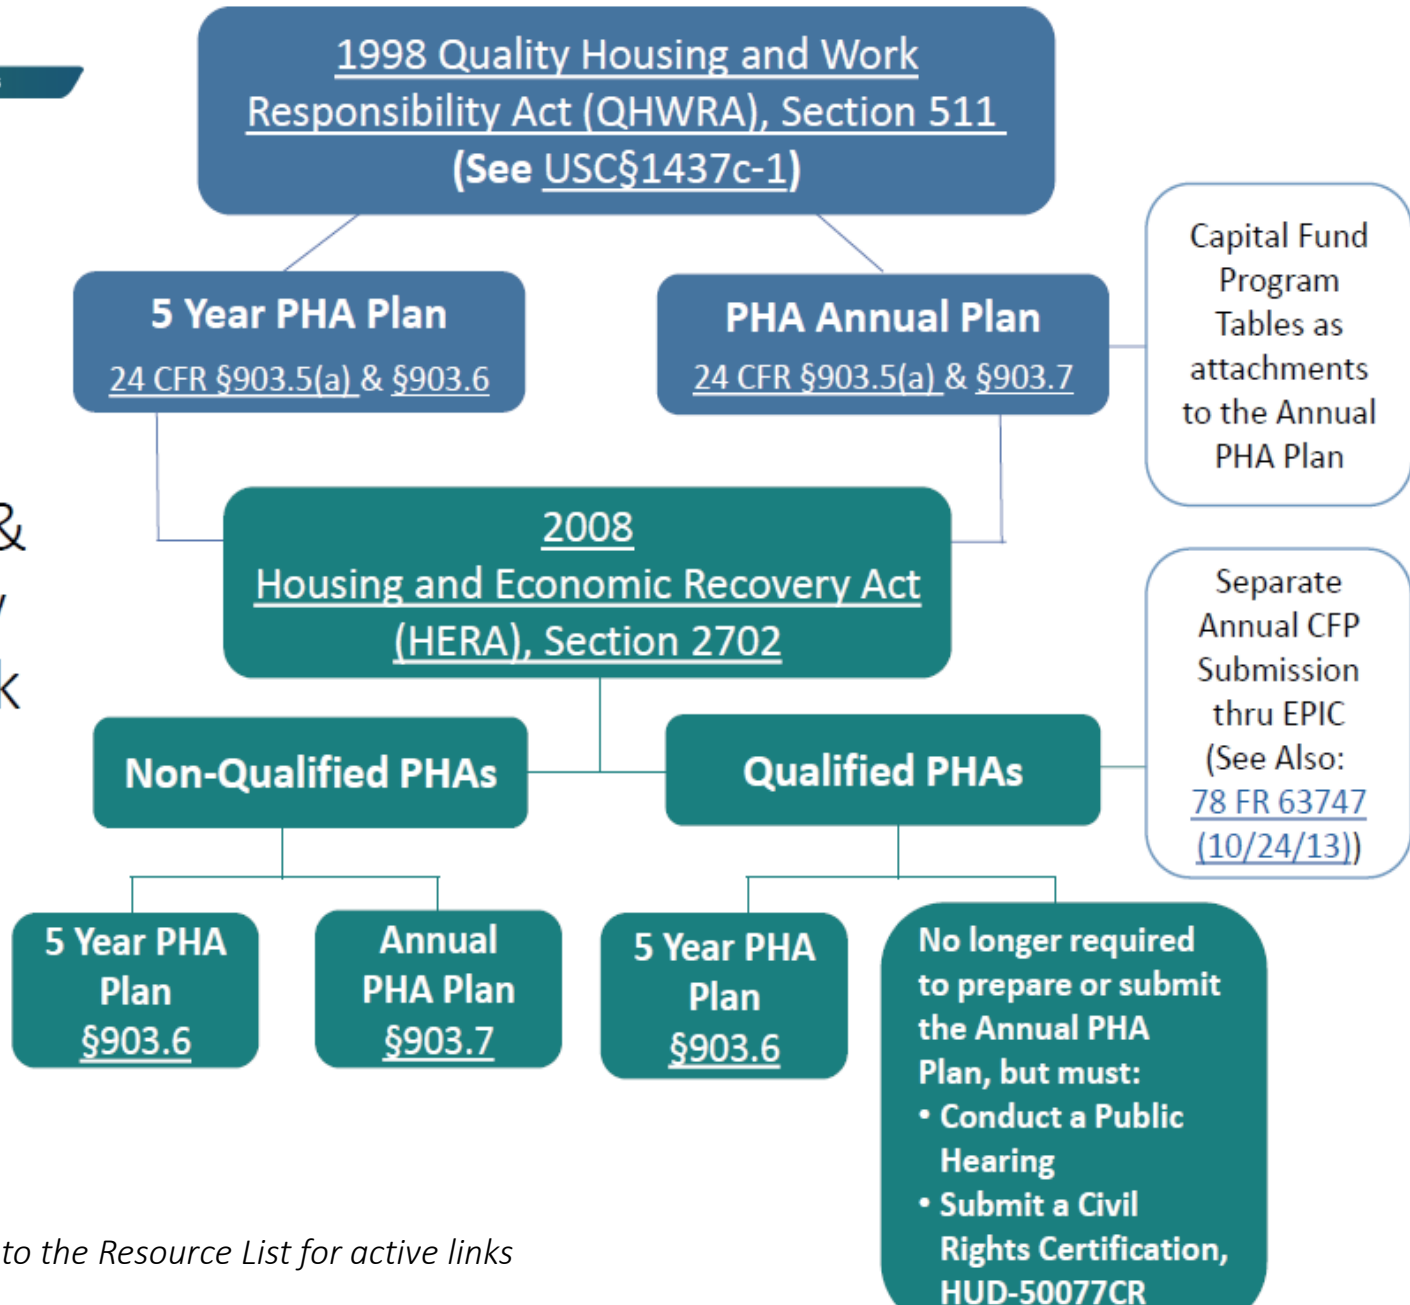 1998 Quality Housing and Work
Responsibility Act (QHWRA), Section 511
(See USC§1437c-1)
5 Year PHA Plan
24 CFR §903.5(a) & §903.6
PHA Annual Plan
24 CFR §903.5(a) & §903.7
Capital Fund
Program
Tables as
attachments
to the Annual
PHA Plan
&
2008
Housing and Economic Recovery Act
(HERA), Section 2702
Separate
Annual CFP
Submission
thru EPIC
(See Also:
78 FR 63747
(10/24/13))
Non-Qualified PHAs
Qualified PHAs
5 Year PHA
Plan
§903.6
Annual
PHA Plan
§903.7
5 Year PHA
Plan
§903.6
No longer required
to prepare or submit
the Annual PHA
Plan, but must:
• Conduct a Public
Hearing
• Submit a Civil
Rights Certification,
HUD-50077CR
to the Resource List for active links